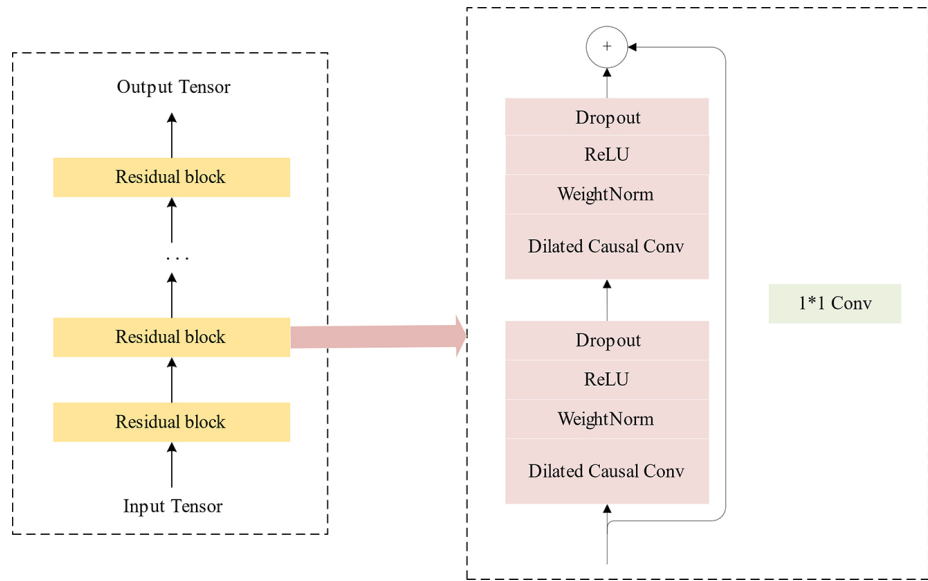 Output Tensor
Residual block
...
Residual block
Residual block
Input Tensor
+
Dropout
ReLU
WeightNorm
Dilated Causal Conv
Dropout
ReLU
WeightNorm
Dilated Causal Conv
1*1 Conv